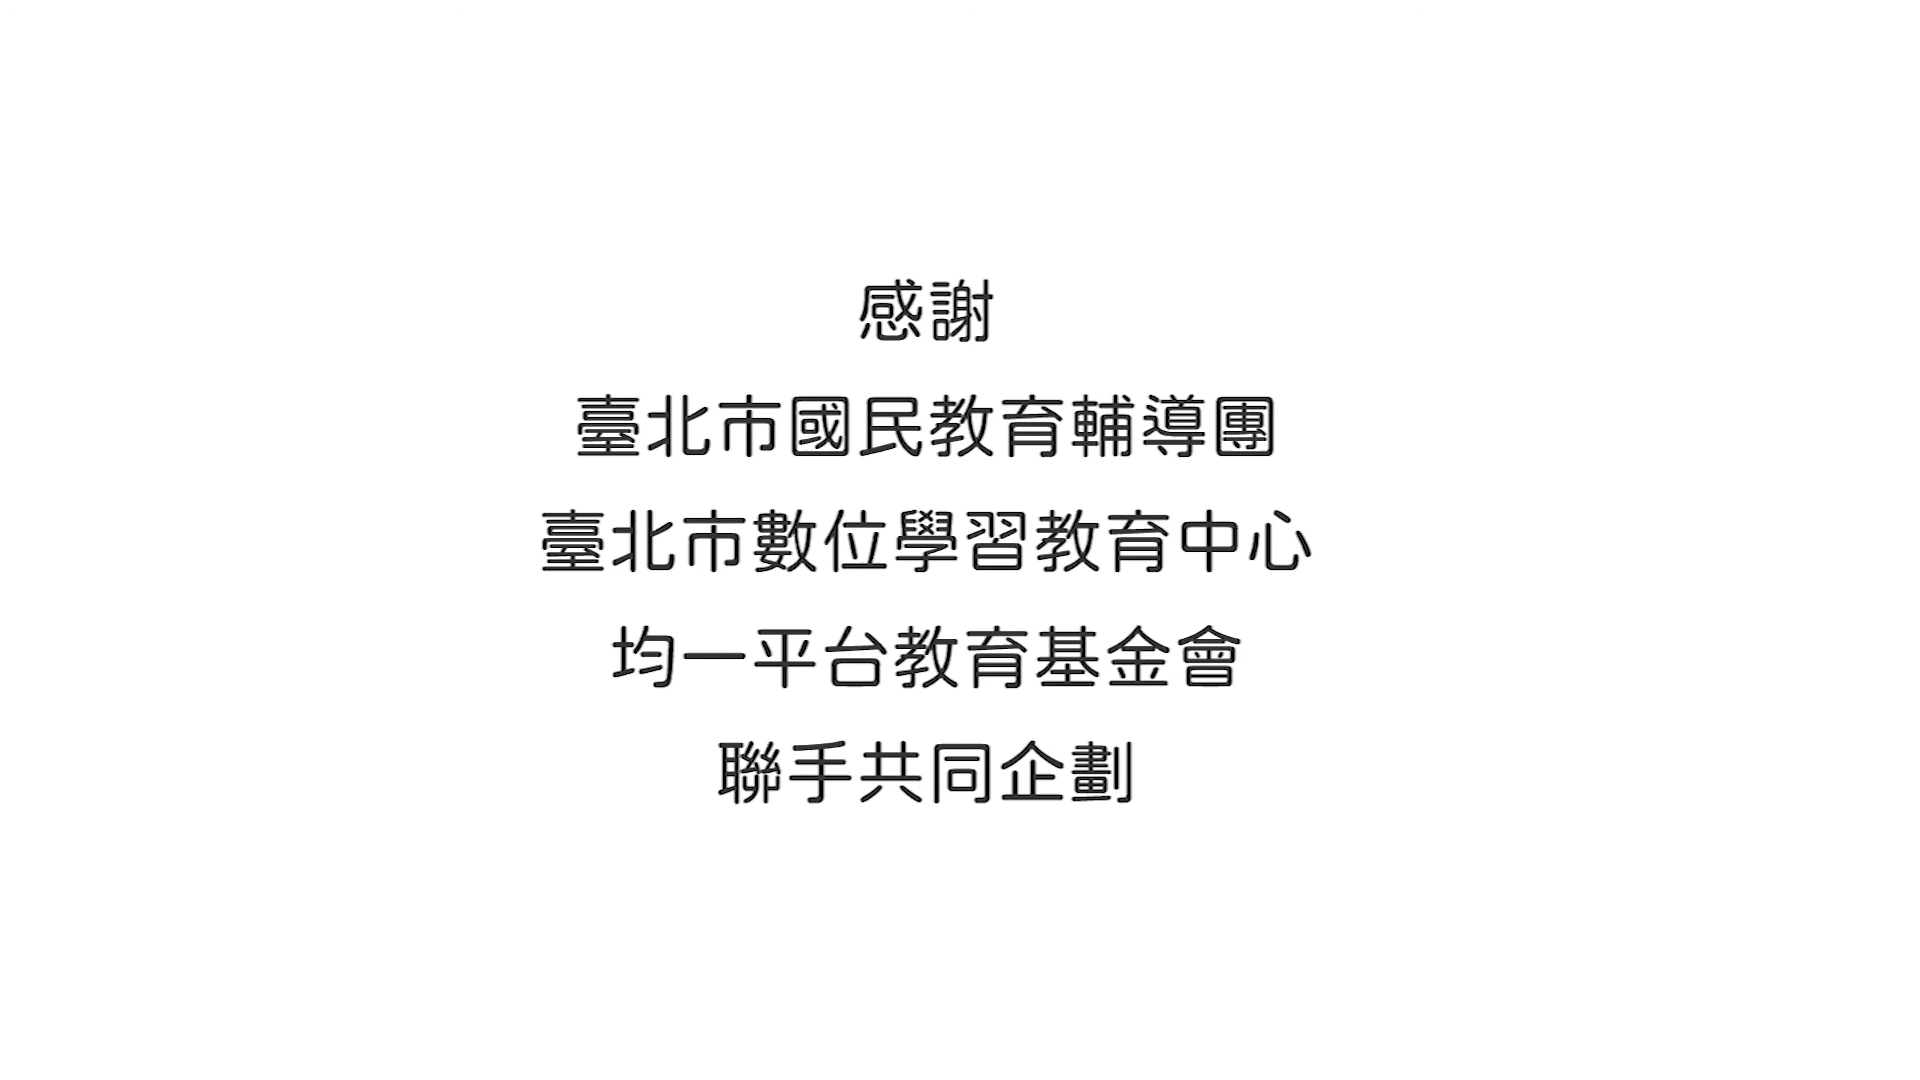 感謝
臺北市國民教育輔導團
臺北市數位學習教育中心
均一平台教育基金會
聯手共同企劃